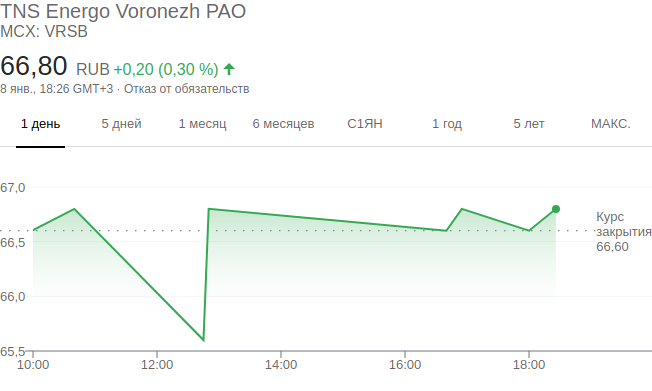 TNS Energo Voronezh PAO
MCX: VRSB
66,80 RUB +0,20 (0,30 %)
8 янв., 18:26 GMT+3 · Отказ от обязательств
1 день 5 дней 1 месяц 6 месяцев С1ЯН 1 год 5 лет МАКС.
67,0
66,5
66,0
65,5
Курс
закрытия
66,60
10:00 12:00 14:00 16:00 18:00